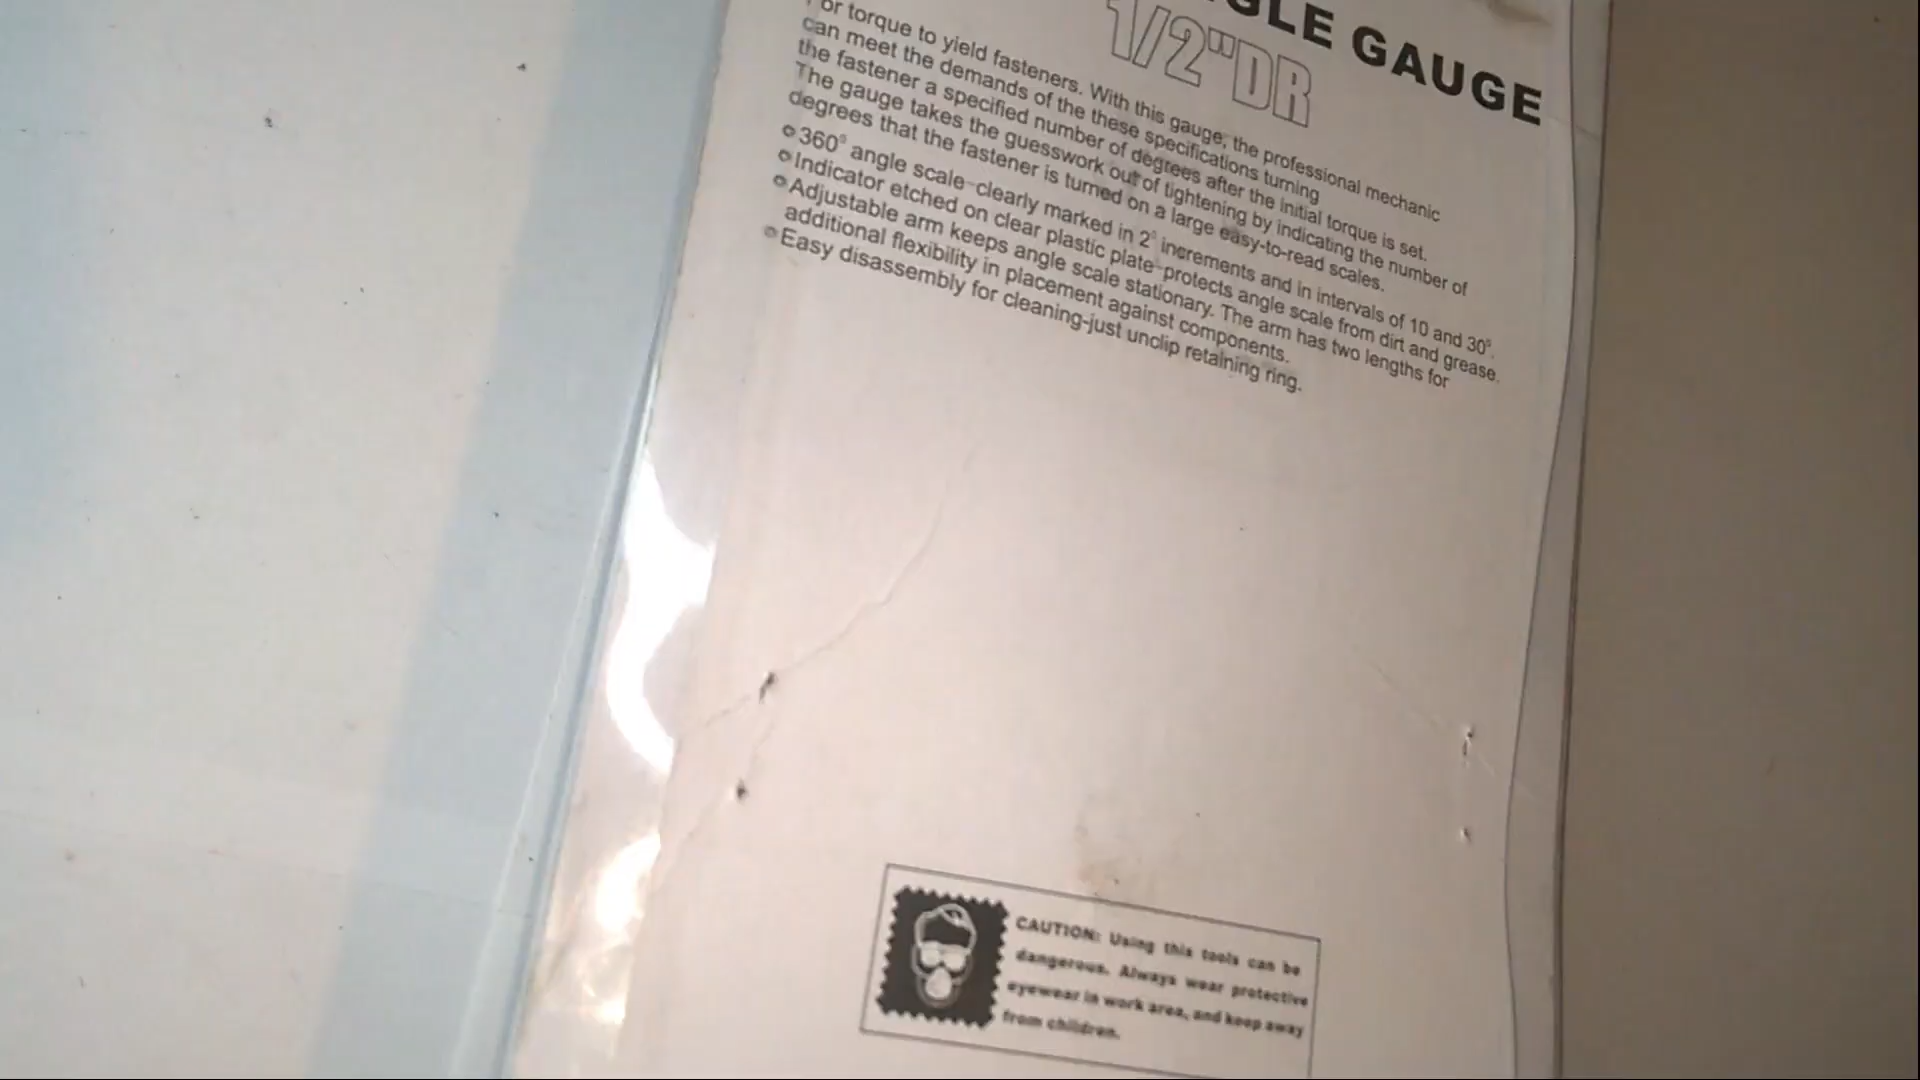 GLE GAUGE
1/2"DR
or torque to yield fasteners. With this gauge, the professional mechanic
can meet the demands of the these specifications turning
the fastener a specified number of degrees after the initial torque is set.
The gauge takes the guesswork out of tightening by indicating the number of
degrees that the fastener is turned on a large easy-to-read scales.
360° angle scale-clearly marked in 2° increments and in intervals of 10 and 30°.
Indicator etched on clear plastic plate-protects angle scale from dirt and grease.
Adjustable arm keeps angle scale stationary. The arm has two lengths for
additional flexibility in placement against components.
Easy disassembly for cleaning-just unclip retaining ring.
CAUTION: Using this tools can be
dangerous. Always wear protective
eyewear in work area, and keep away
from children.